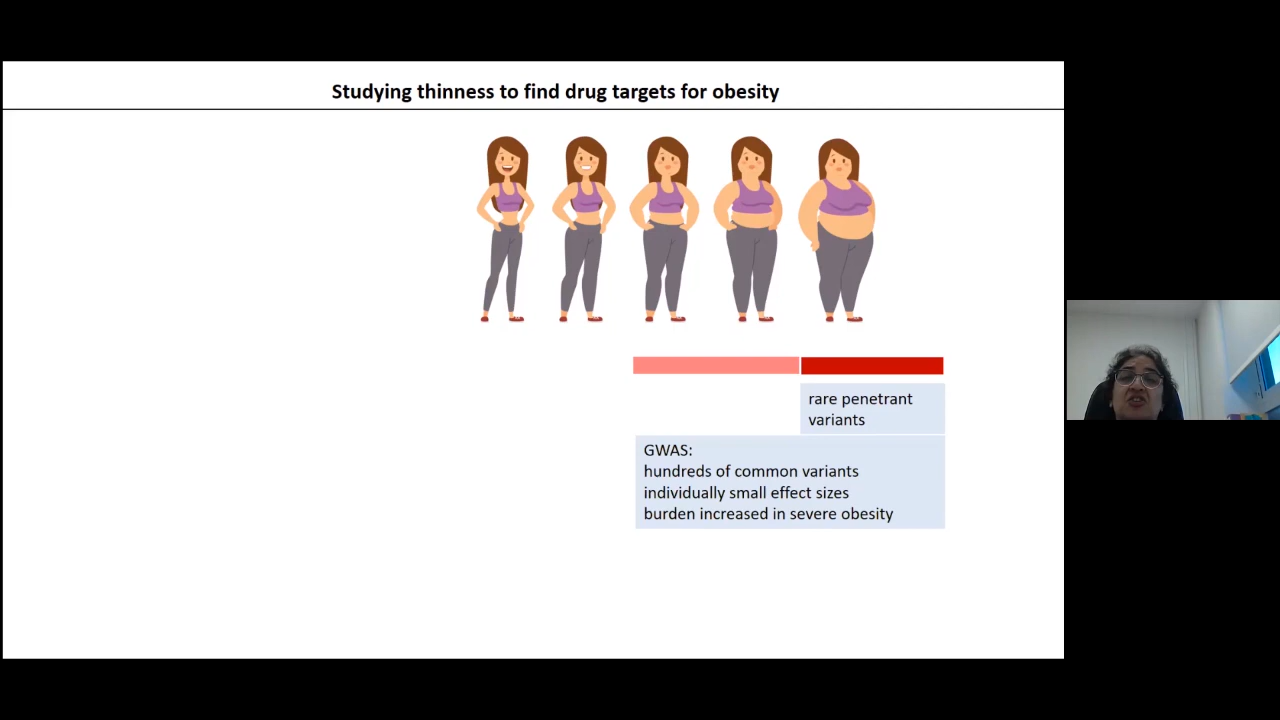 Studying thinness to find drug targets for obesity
rare penetrant
variants
GWAS:
hundreds of common variants
individually small effect sizes
burden increased in severe obesity